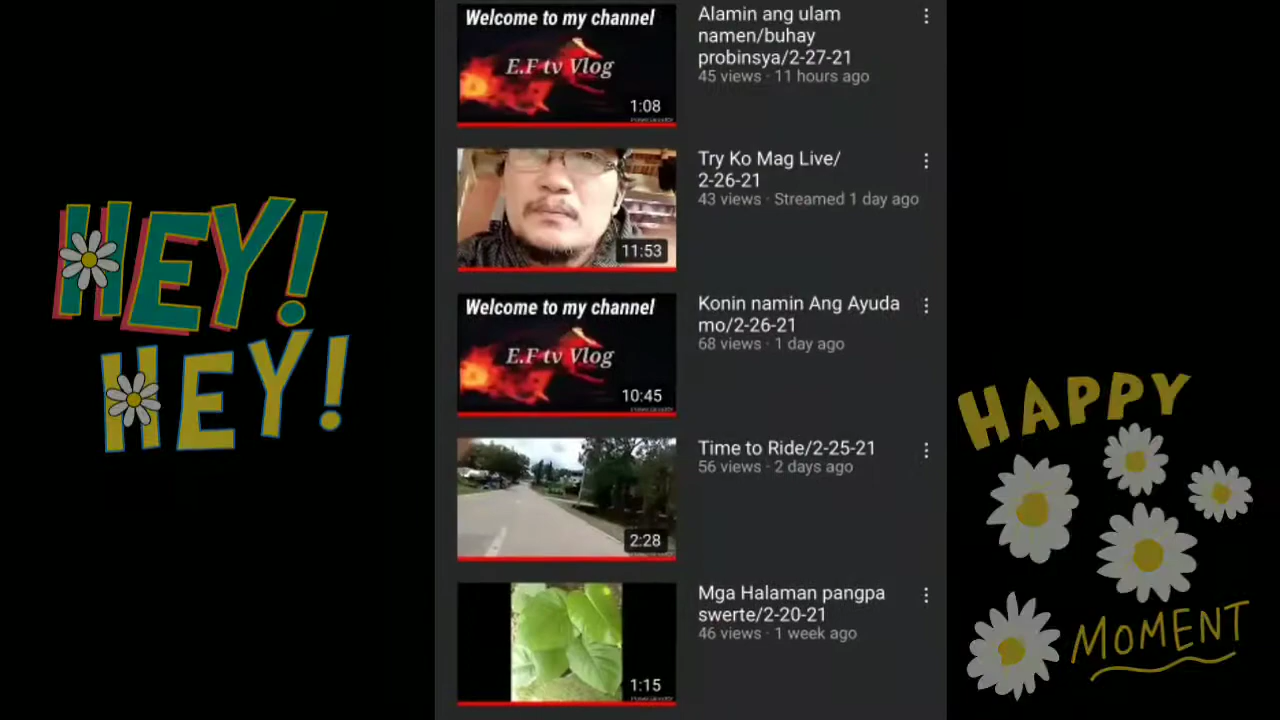 HEY!
HEY!
Welcome to my channel
E.F tv Vlog
1:08
Alamin ang ulam
namen/buhay
probinsya/2-27-21
45 views · 11 hours ago
11:53
Try Ko Mag Live/
2-26-21
43 views · Streamed 1 day ago
Welcome to my channel
E.F tv Vlog
10:45
Konin namin Ang Ayuda
mo/2-26-21
68 views · 1 day ago
2:28
Time to Ride/2-25-21
56 views · 2 days ago
1:15
Mga Halaman pangpa
swerte/2-20-21
46 views · 1 week ago
HAPPY
MOMENT